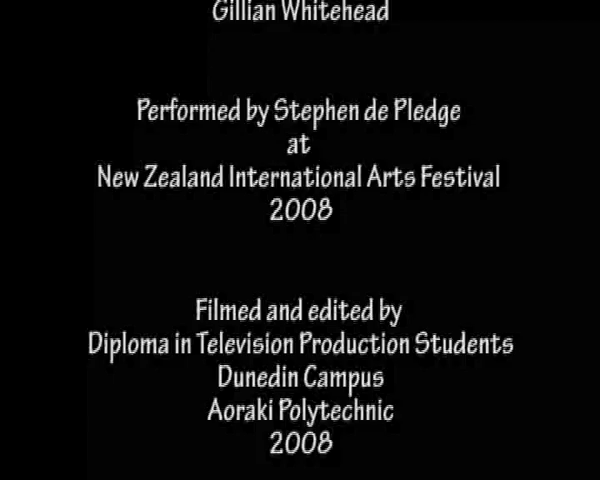 Gillian Whitehead
Performed by Stephen de Pledge
at
New Zealand International Arts Festival
2008
Filmed and edited by
Diploma in Television Production Students
Dunedin Campus
Aoraki Polytechnic
2008